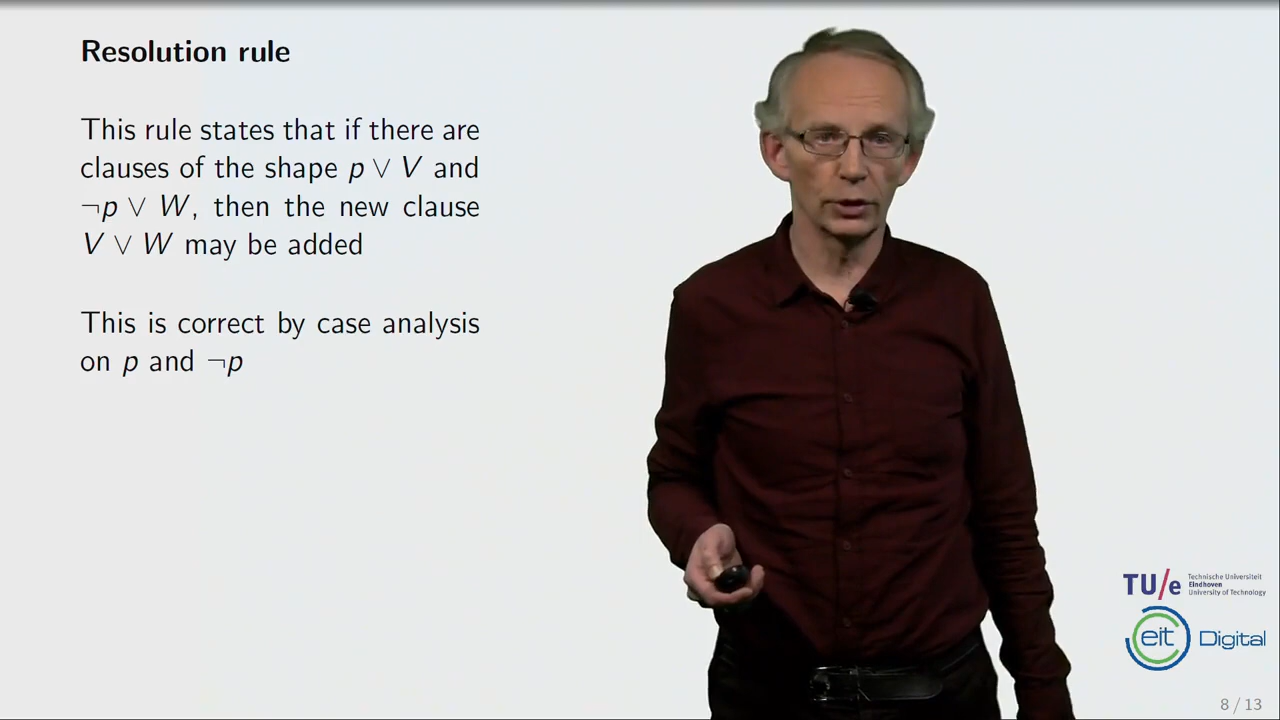 Resolution rule
This rule states that if there are
clauses of the shape p ∨ V and
¬p ∨ W, then the new clause
V ∨ W may be added
This is correct by case analysis
on p and ¬p
TU/e Technische Universiteit
Eindhoven
University of Technology
eit Digital
8 / 13